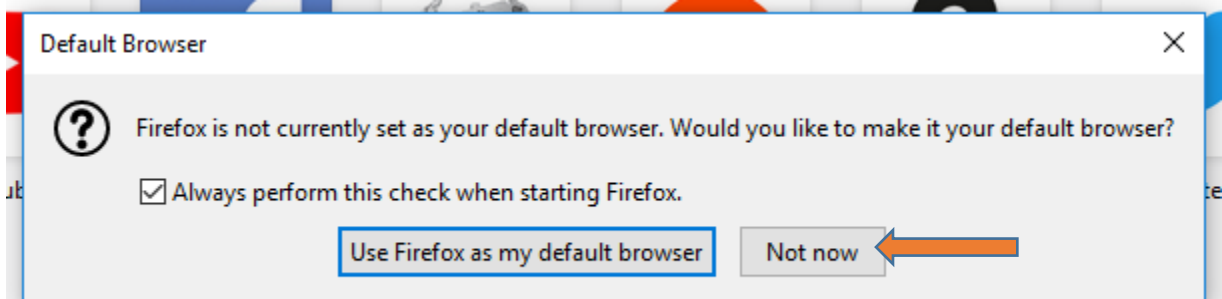 Default Browser
Firefox is not currently set as your default browser. Would you like to make it your default browser?
Always perform this check when starting Firefox.
Use Firefox as my default browser
Not now